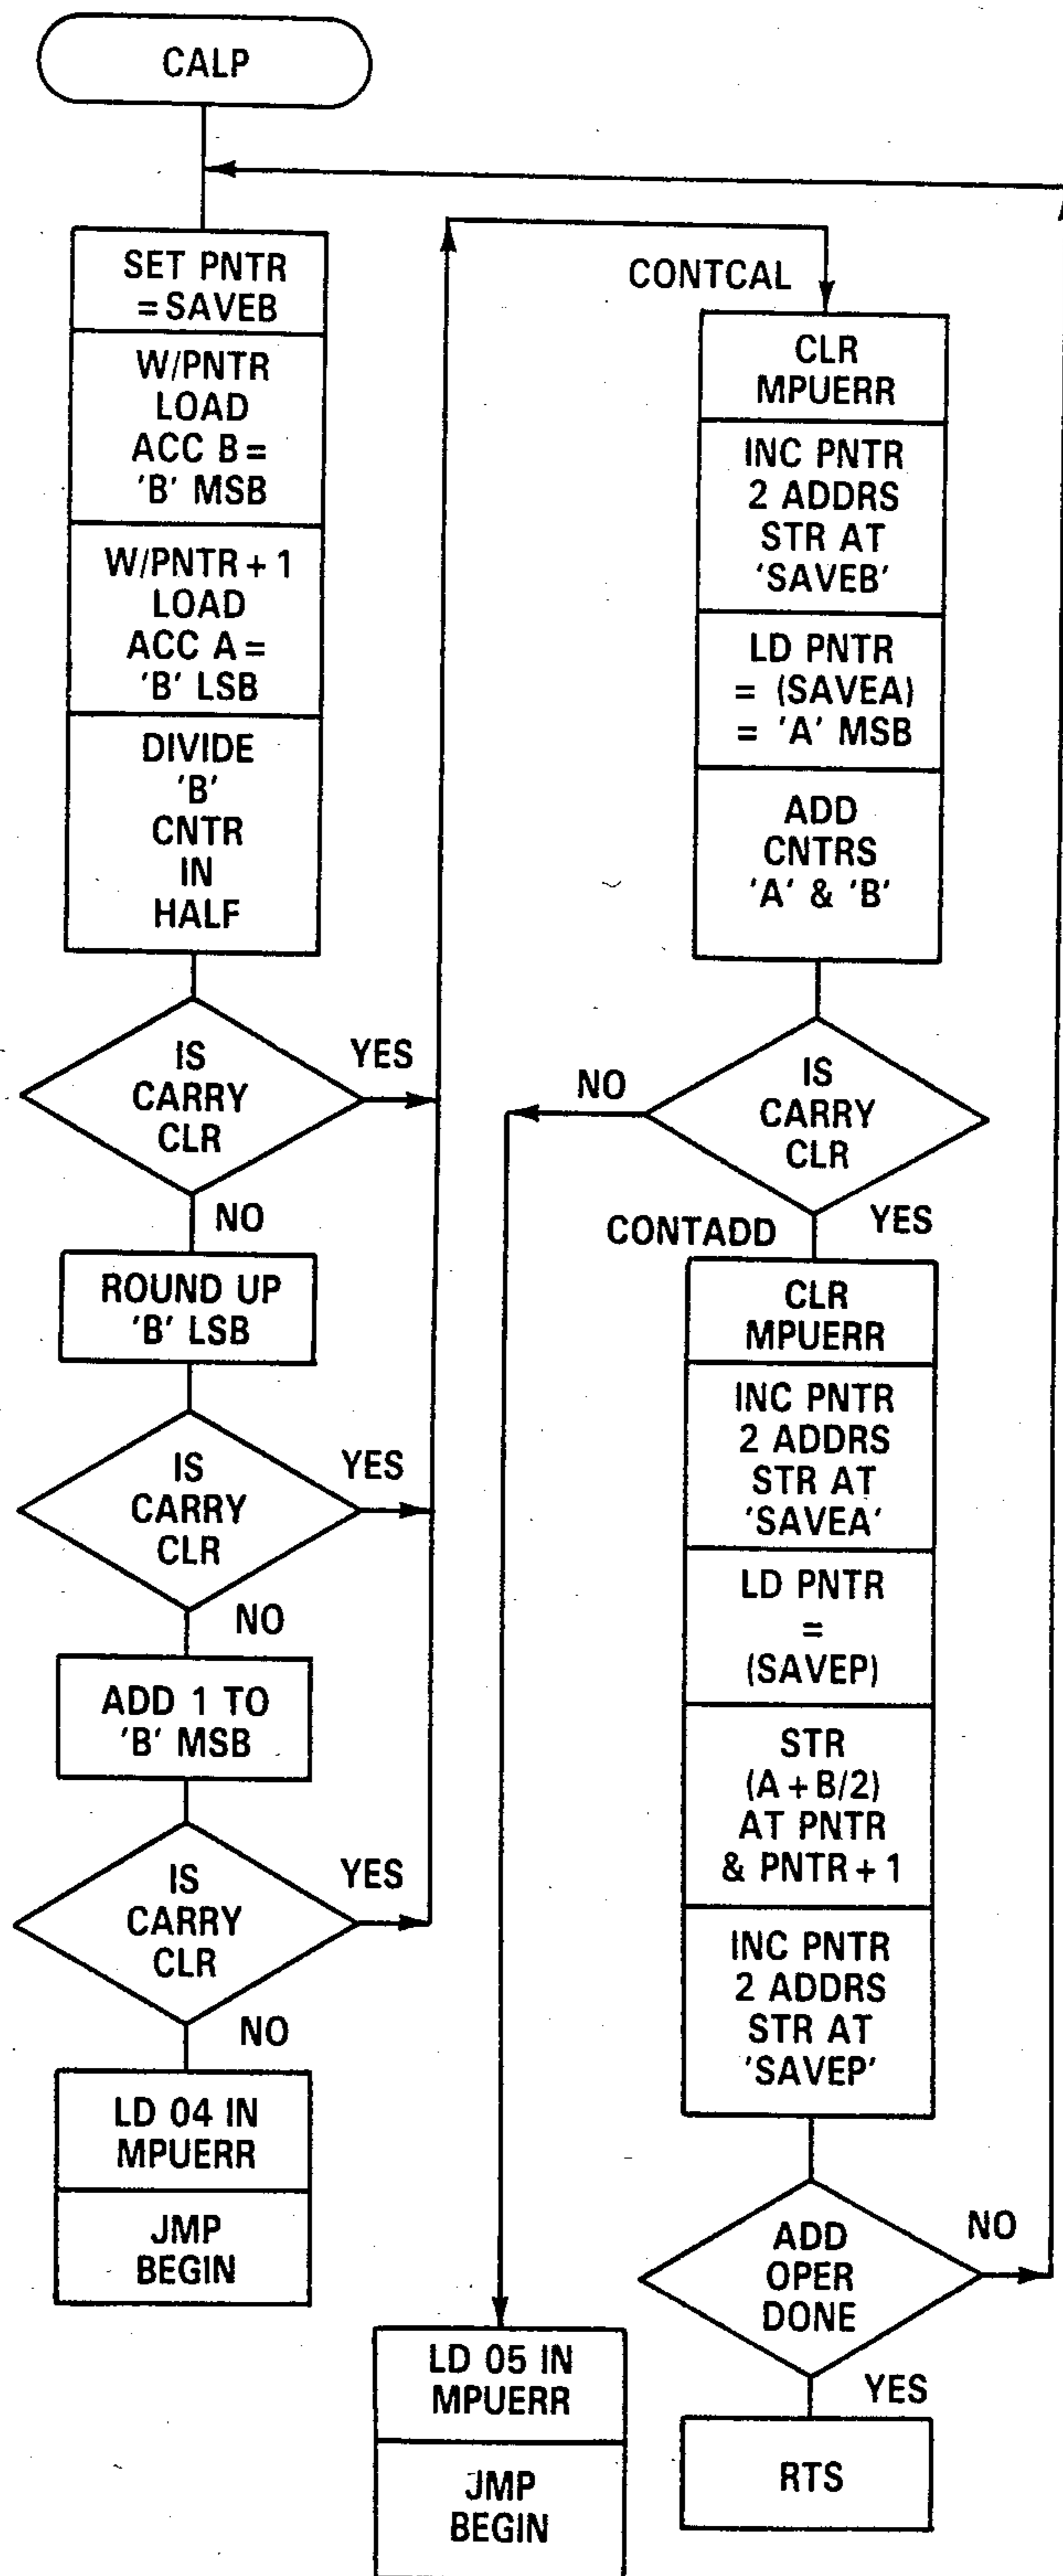 CALP
SET PNTR
= SAVEB
W/PNTR
LOAD
ACC B =
'B' MSB
W/PNTR + 1
LOAD
ACC A =
'B' LSB
DIVIDE
'B'
CNTR
IN
HALF
IS
CARRY
CLR
YES
NO
ROUND UP
'B' LSB
IS
CARRY
CLR
YES
NO
ADD 1 TO
'B' MSB
IS
CARRY
CLR
YES
NO
LD 04 IN
MPUERR
JMP
BEGIN
CONTCAL
CLR
MPUERR
INC PNTR
2 ADDRS
STR AT
'SAVEB'
LD PNTR
= (SAVEA)
= 'A' MSB
ADD
CNTRS
'A' & 'B'
IS
CARRY
CLR
NO
YES
LD 05 IN
MPUERR
JMP
BEGIN
CONTADD
CLR
MPUERR
INC PNTR
2 ADDRS
STR AT
'SAVEA'
LD PNTR
=
(SAVEP)
STR
(A + B/2)
AT PNTR
& PNTR + 1
INC PNTR
2 ADDRS
STR AT
'SAVEP'
ADD
OPER
DONE
NO
YES
RTS